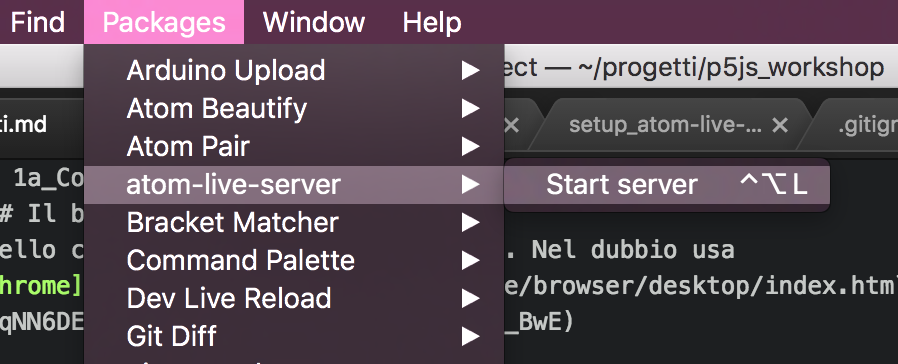 Find Packages Window Help
ect — ~/progetti/p5js_workshop
ti.md × setup_atom-live-... × .gitign
Arduino Upload ▶
Atom Beautify ▶
Atom Pair ▶
atom-live-server ▶
Start server ⌃⌥L
Bracket Matcher ▶
Command Palette ▶
Dev Live Reload ▶
Git Diff ▶
1a_Co
# Il b
ello c . Nel dubbio usa
hrome] e/browser/desktop/index.html
qNN6DE _BwE)